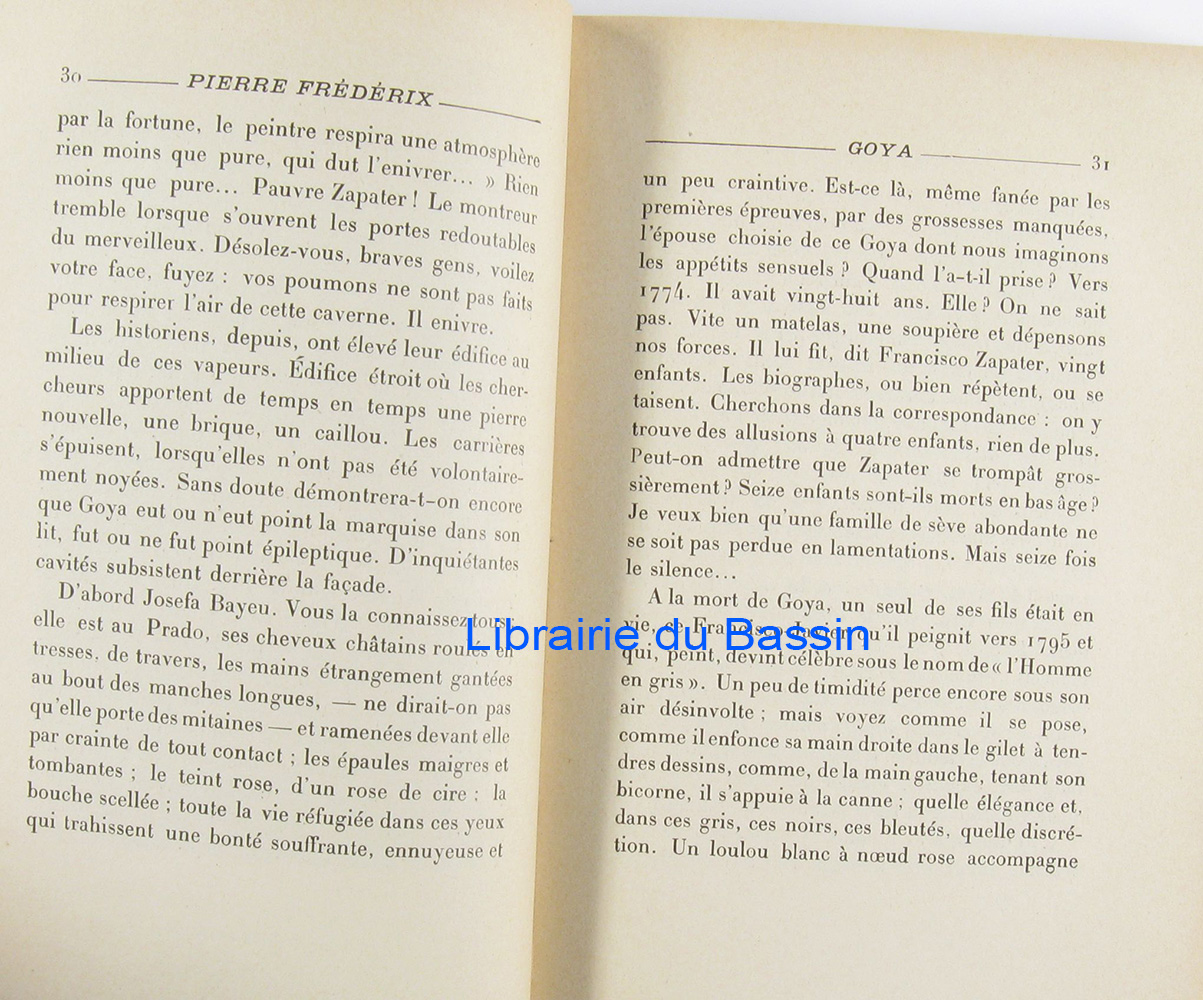 30 PIERRE FRÉDÉRIX
par la fortune, le peintre respira une atmosphère
rien moins que pure, qui dut l'enivrer... » Rien
moins que pure... Pauvre Zapater ! Le montreur
tremble lorsque s'ouvrent les portes redoutables
du merveilleux. Désolez-vous, braves gens, voilez
votre face, fuyez : vos poumons ne sont pas faits
pour respirer l'air de cette caverne. Il enivre.
Les historiens, depuis, ont élevé leur édifice au
milieu de ces vapeurs. Édifice étroit où les cher-
cheurs apportent de temps en temps une pierre
nouvelle, une brique, un caillou. Les carrières
s'épuisent, lorsqu'elles n'ont pas été volontaire-
ment noyées. Sans doute démontrera-t-on encore
que Goya eut ou n'eut point la marquise dans son
lit, fut ou ne fut point épileptique. D'inquiétantes
cavités subsistent derrière la façade.
D'abord Josefa Bayeu. Vous la connaissez tous,
elle est au Prado, ses cheveux châtains roulés en
tresses, de travers, les mains étrangement gantées
au bout des manches longues, — ne dirait-on pas
qu'elle porte des mitaines — et ramenées devant elle
par crainte de tout contact ; les épaules maigres et
tombantes ; le teint rose, d'un rose de cire ; la
bouche scellée ; toute la vie réfugiée dans ces yeux
qui trahissent une bonté souffrante, ennuyeuse et
GOYA 31
un peu craintive. Est-ce là, même fanée par les
premières épreuves, par des grossesses manquées,
l'épouse choisie de ce Goya dont nous imaginons
les appétits sensuels ? Quand l'a-t-il prise ? Vers
1774. Il avait vingt-huit ans. Elle ? On ne sait
pas. Vite un matelas, une soupière et dépensons
nos forces. Il lui fit, dit Francisco Zapater, vingt
enfants. Les biographes, ou bien répètent, ou se
taisent. Cherchons dans la correspondance : on y
trouve des allusions à quatre enfants, rien de plus.
Peut-on admettre que Zapater se trompât gros-
sièrement ? Seize enfants sont-ils morts en bas âge ?
Je veux bien qu'une famille de sève abondante ne
se soit pas perdue en lamentations. Mais seize fois
le silence...
A la mort de Goya, un seul de ses fils était en
vie, ce Francisco-Javier qu'il peignit vers 1795 et
qui, peint, devint célèbre sous le nom de « l'Homme
en gris ». Un peu de timidité perce encore sous son
air désinvolte ; mais voyez comme il se pose,
comme il enfonce sa main droite dans le gilet à ten-
dres dessins, comme, de la main gauche, tenant son
bicorne, il s'appuie à la canne ; quelle élégance et,
dans ces gris, ces noirs, ces bleutés, quelle discré-
tion. Un loulou blanc à nœud rose accompagne
Librairie du Bassin